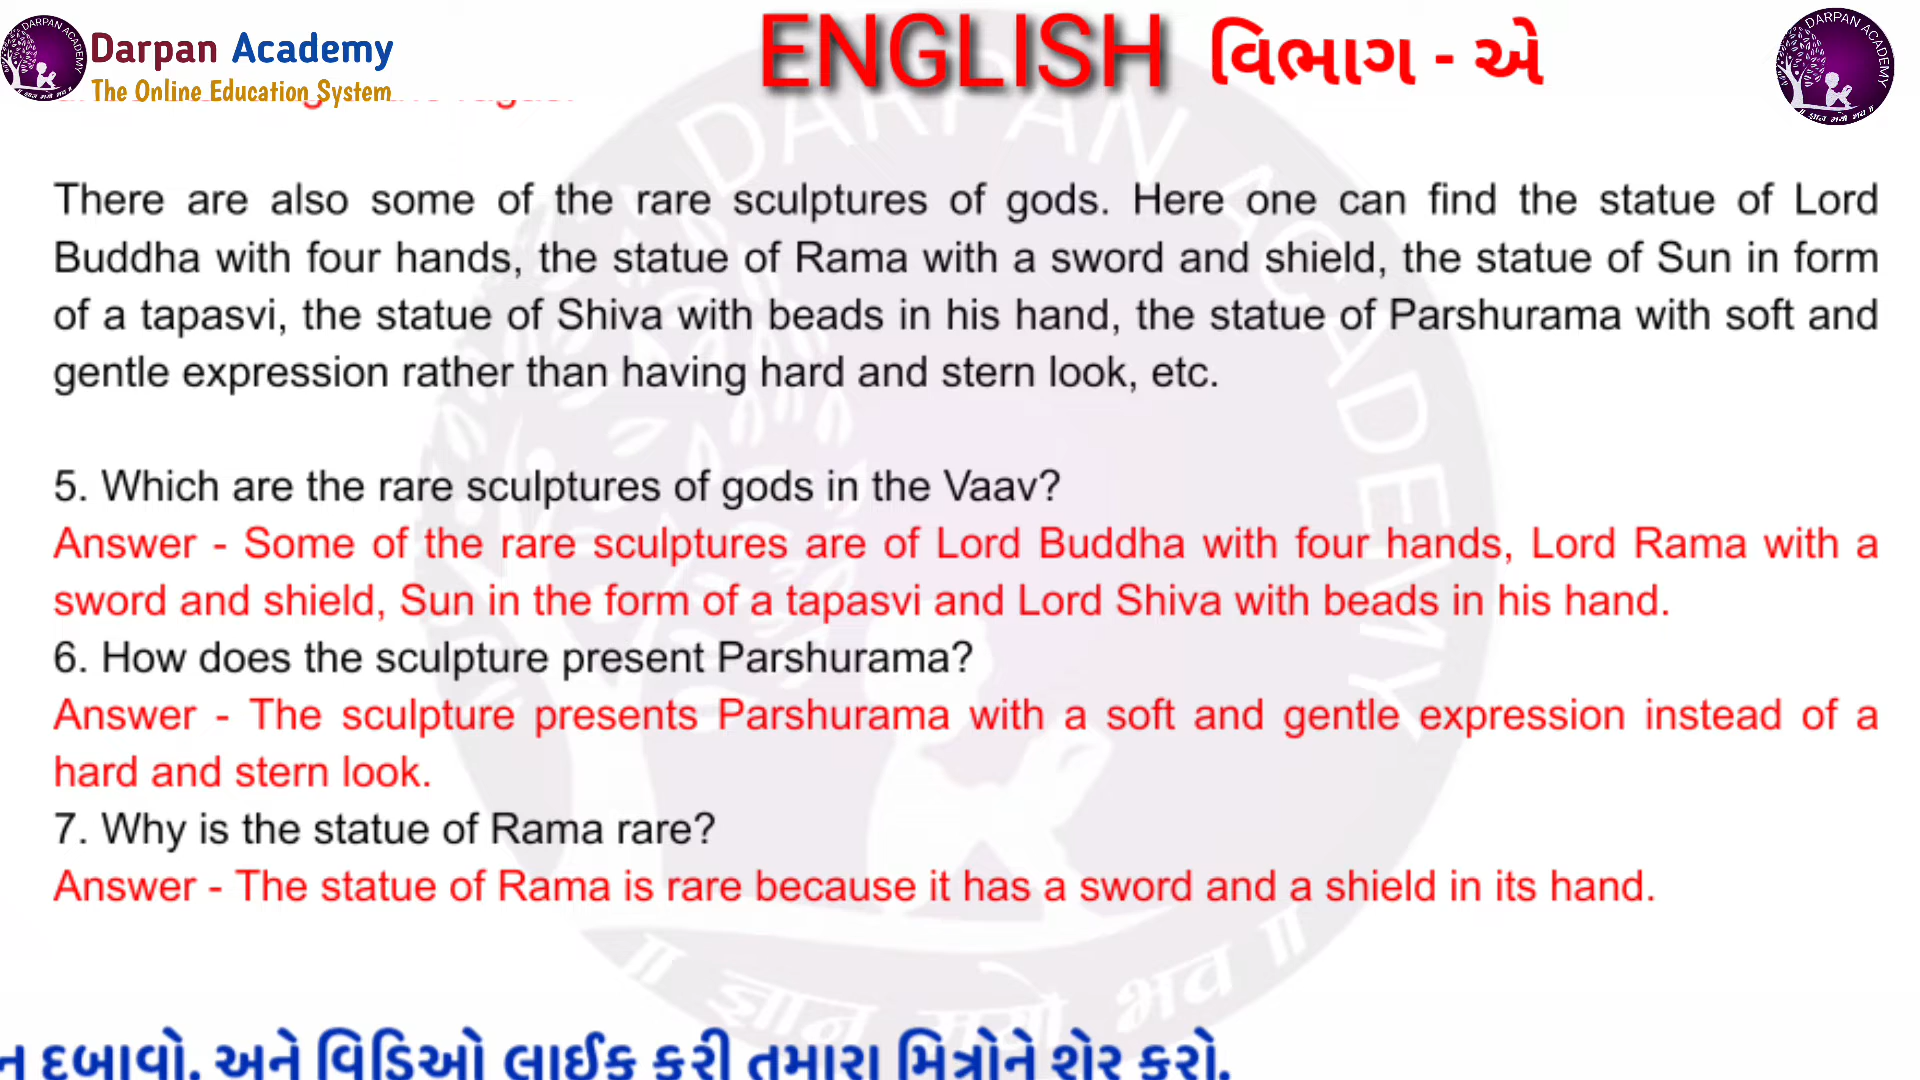 Darpan Academy
The Online Education System
ENGLISH વિભાગ - એ
There are also some of the rare sculptures of gods. Here one can find the statue of Lord
Buddha with four hands, the statue of Rama with a sword and shield, the statue of Sun in form
of a tapasvi, the statue of Shiva with beads in his hand, the statue of Parshurama with soft and
gentle expression rather than having hard and stern look, etc.
5. Which are the rare sculptures of gods in the Vaav?
Answer - Some of the rare sculptures are of Lord Buddha with four hands, Lord Rama with a
sword and shield, Sun in the form of a tapasvi and Lord Shiva with beads in his hand.
6. How does the sculpture present Parshurama?
Answer - The sculpture presents Parshurama with a soft and gentle expression instead of a
hard and stern look.
7. Why is the statue of Rama rare?
Answer - The statue of Rama is rare because it has a sword and a shield in its hand.
દબાવો. અને વિડિઓ લાઈક કરી તમારા મિત્રોને શેર કરો.
DARPAN ACADEMY
॥ ज्ञान मयो भव ॥